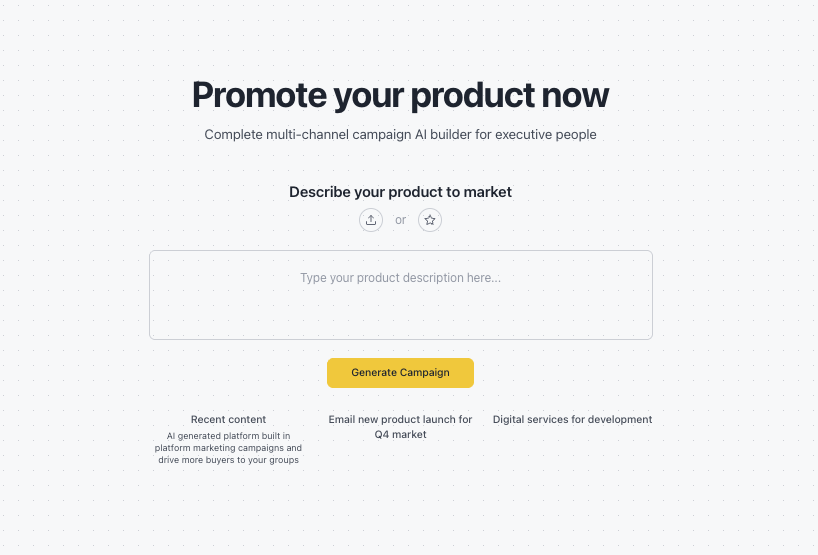 Promote your product now
Complete multi-channel campaign AI builder for executive people
Describe your product to market
or
Type your product description here...
Generate Campaign
Recent content
AI generated platform built in
platform marketing campaigns and
drive more buyers to your groups
Email new product launch for
Q4 market
Digital services for development